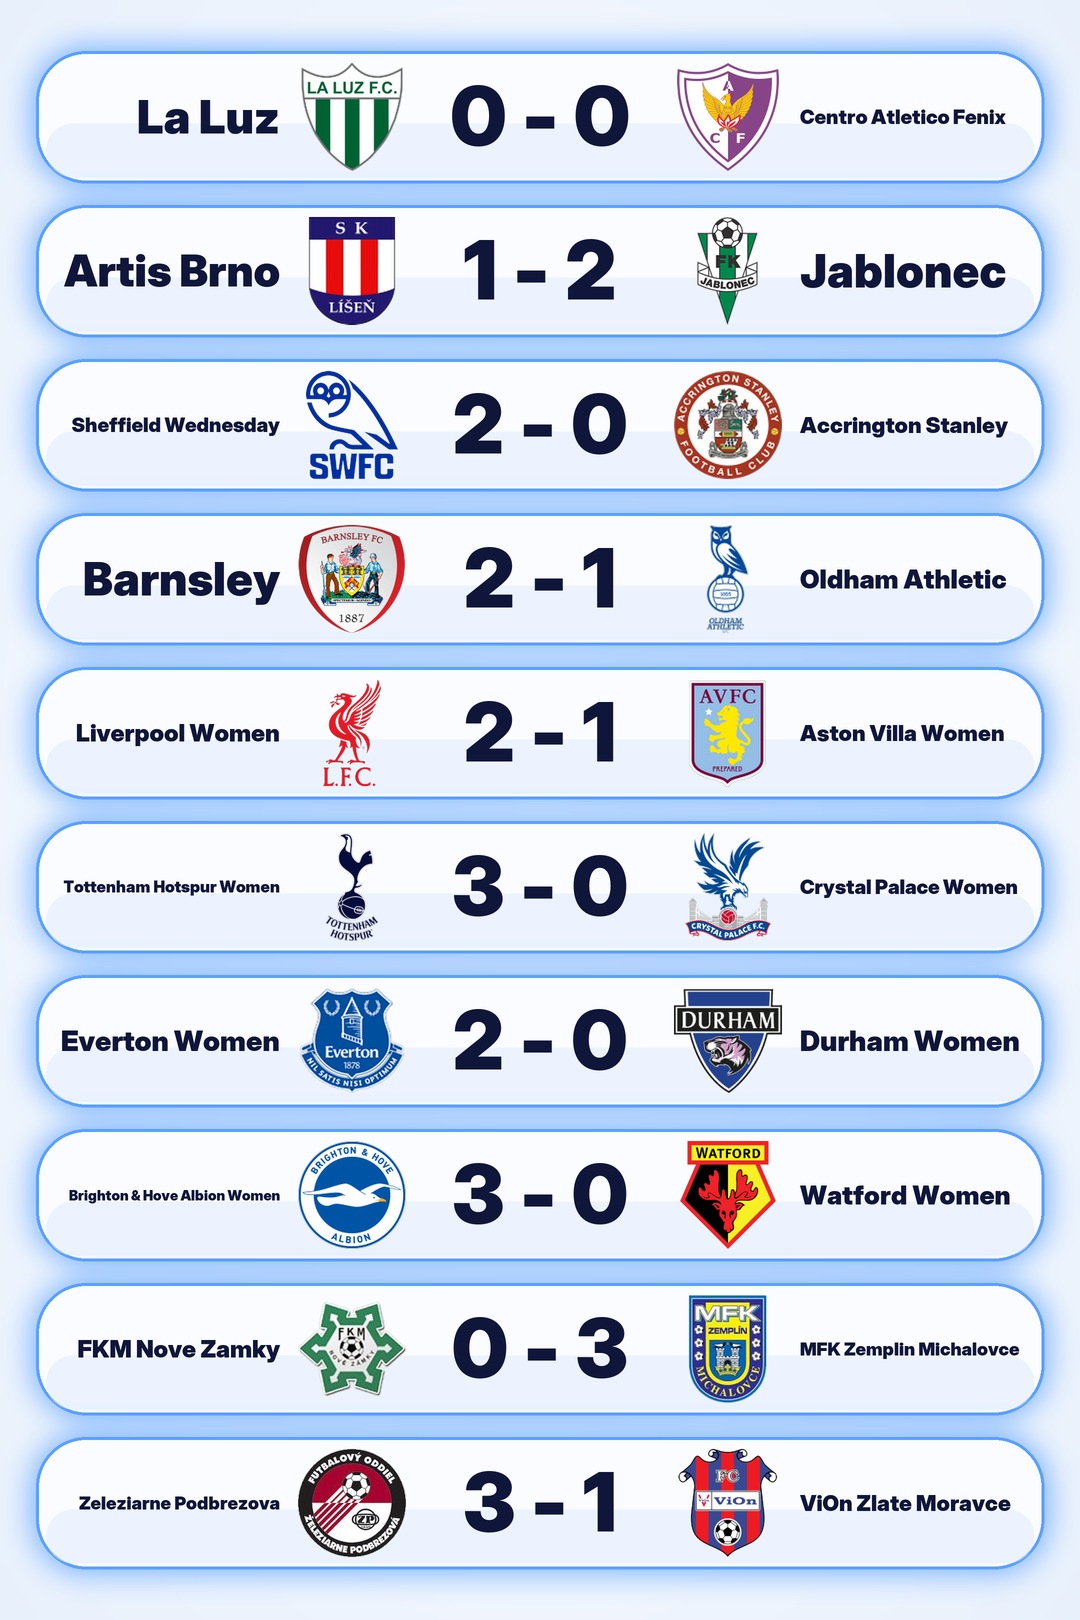 La Luz LA LUZ F.C. 0 - 0 A C F Centro Atletico Fenix
Artis Brno S K LÍŠEŇ 1 - 2 FK JABLONEC Jablonec
Sheffield Wednesday SWFC 2 - 0 ACCRINGTON STANLEY FOOTBALL CLUB Accrington Stanley
Barnsley BARNSLEY FC 1887 2 - 1 OLDHAM ATHLETIC Oldham Athletic
Liverpool Women L.F.C. 2 - 1 AVFC PREPARED Aston Villa Women
Tottenham Hotspur Women TOTTENHAM HOTSPUR 3 - 0 CRYSTAL PALACE F.C. Crystal Palace Women
Everton Women Everton 1878 NIL SATIS NISI OPTIMUM 2 - 0 DURHAM Durham Women
Brighton & Hove Albion Women BRIGHTON & HOVE ALBION 3 - 0 WATFORD Watford Women
FKM Nove Zamky FKM NOVÉ ZÁMKY 0 - 3 MFK ZEMPLÍN MICHALOVCE MFK Zemplin Michalovce
Zeleziarne Podbrezova FUTBALOVÝ ODDIEL ŽP ŽELEZIARNE PODBREZOVÁ 3 - 1 FC ViOn ViOn Zlate Moravce